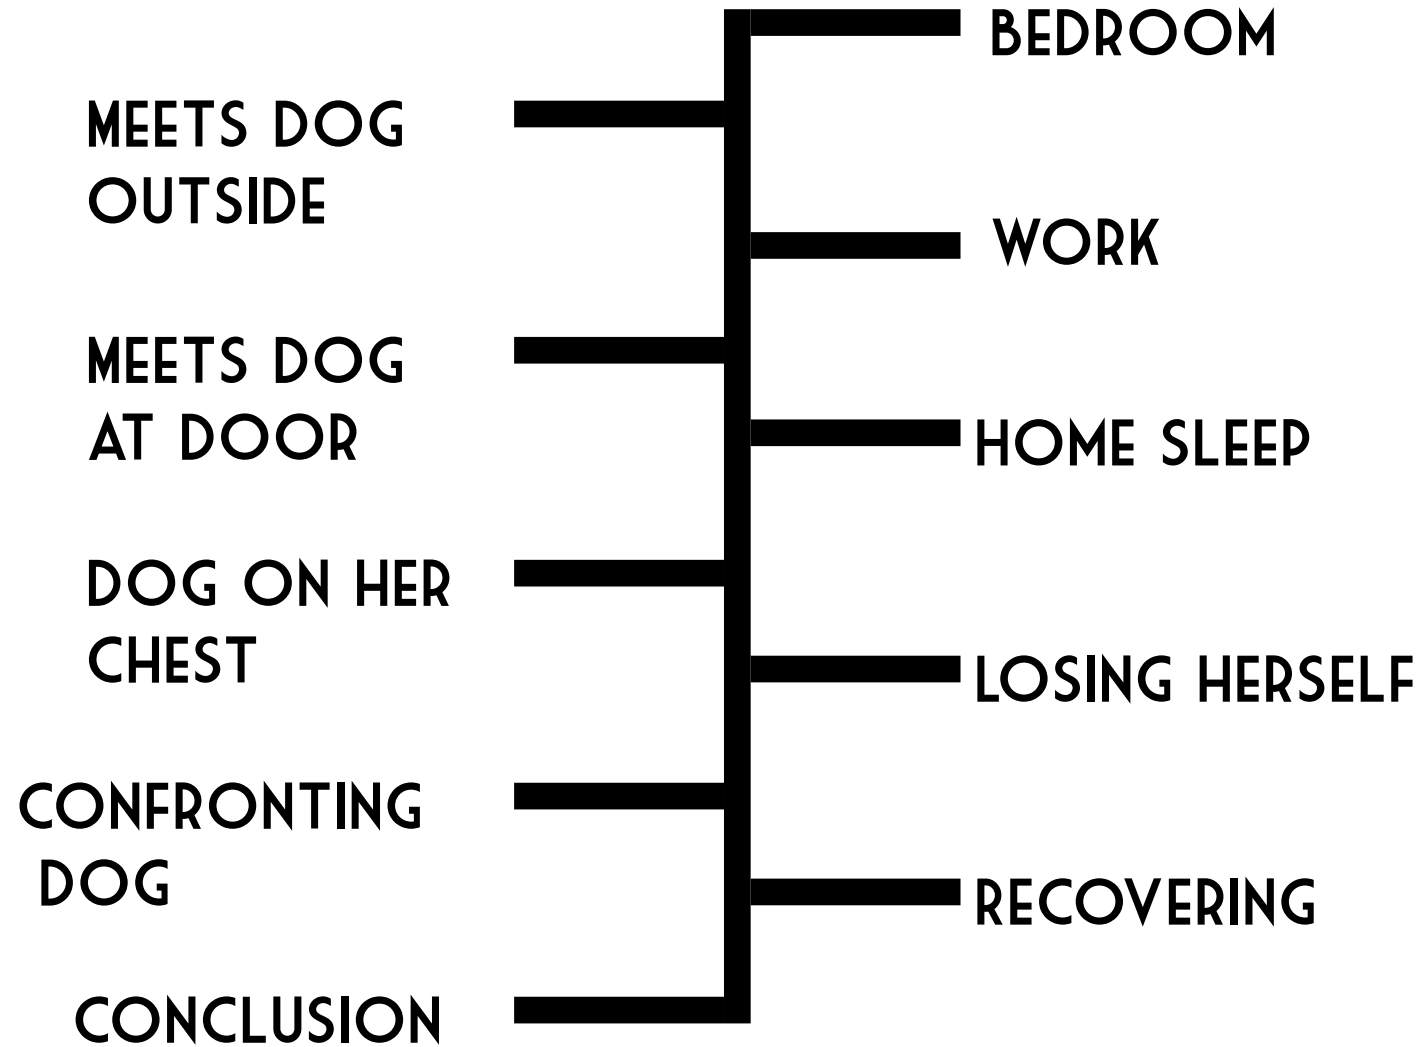 BEDROOM
MEETS DOG
OUTSIDE
WORK
MEETS DOG
AT DOOR
HOME SLEEP
DOG ON HER
CHEST
LOSING HERSELF
CONFRONTING
DOG
RECOVERING
CONCLUSION